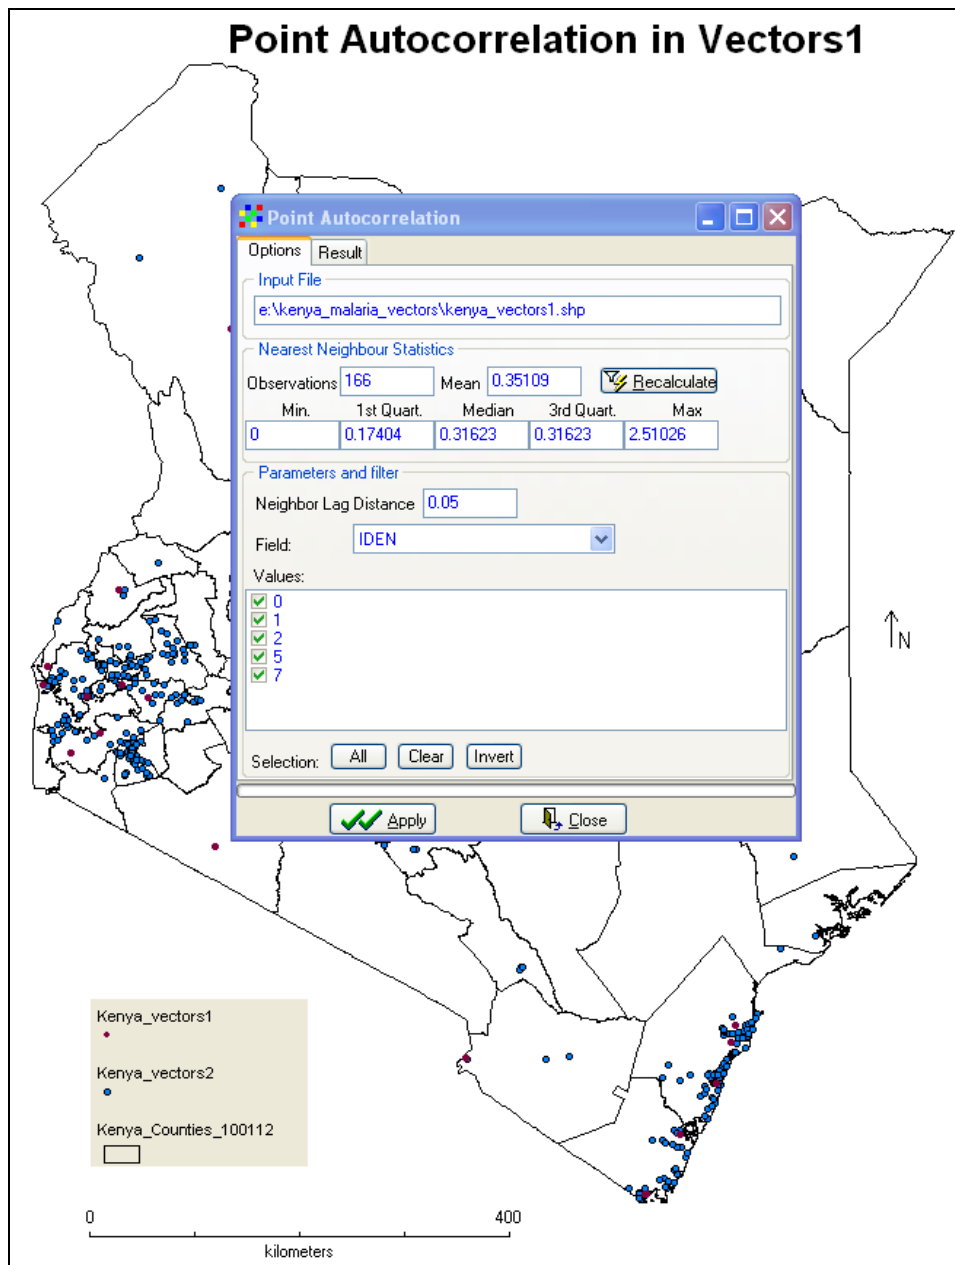 Point Autocorrelation in Vectors1
Point Autocorrelation
Options Result
Input File
e:\kenya_malaria_vectors\kenya_vectors1.shp
Nearest Neighbour Statistics
Observations 166 Mean 0.35109 Recalculate
Min. 1st Quart. Median 3rd Quart. Max
0 0.17404 0.31623 0.31623 2.51026
Parameters and filter
Neighbor Lag Distance 0.05
Field: IDEN
Values:
0
1
2
5
7
Selection: All Clear Invert
Apply Close
N
Kenya_vectors1
Kenya_vectors2
Kenya_Counties_100112
0 400
kilometers